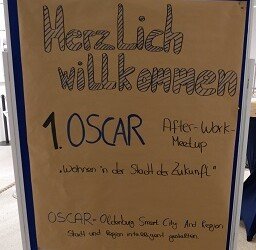 Herzlich
willkommen
1. OSCAR After-Work-
Meetup
"Wohnen in der Stadt der Zukunft"
OSCAR = Oldenburg Smart City And Region
Stadt und Region intelligent gestalten